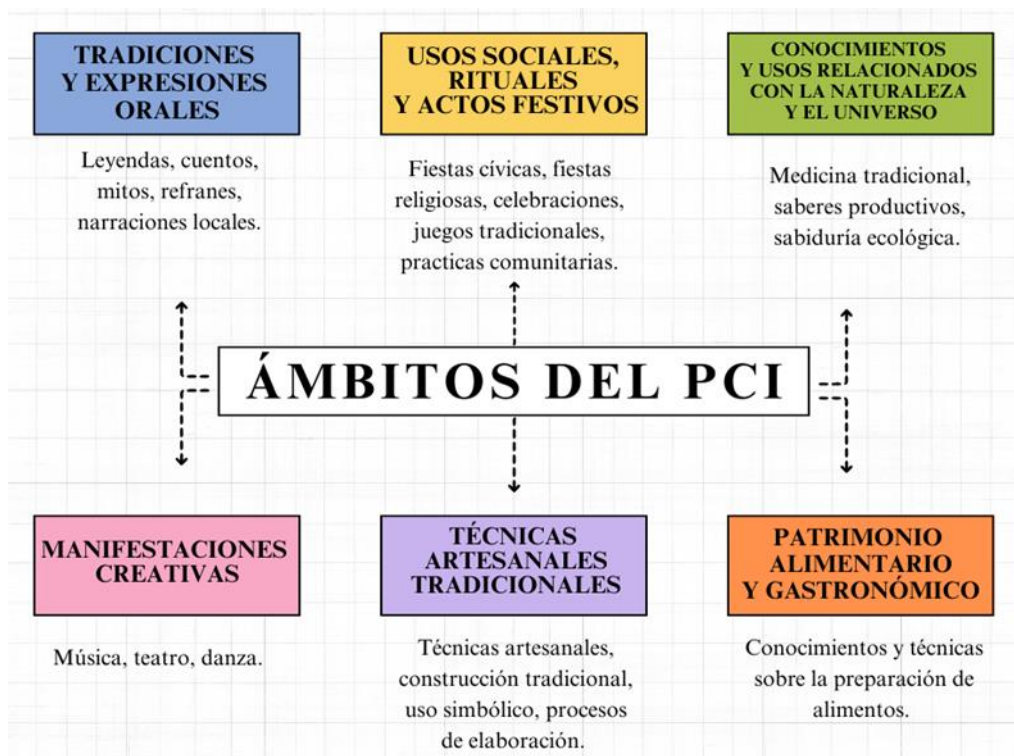 TRADICIONES
Y EXPRESIONES
ORALES
Leyendas, cuentos,
mitos, refranes,
narraciones locales.
USOS SOCIALES,
RITUALES
Y ACTOS FESTIVOS
Fiestas cívicas, fiestas
religiosas, celebraciones,
juegos tradicionales,
practicas comunitarias.
CONOCIMIENTOS
Y USOS RELACIONADOS
CON LA NATURALEZA
Y EL UNIVERSO
Medicina tradicional,
saberes productivos,
sabiduría ecológica.
ÁMBITOS DEL PCI
MANIFESTACIONES
CREATIVAS
Música, teatro, danza.
TÉCNICAS
ARTESANALES
TRADICIONALES
Técnicas artesanales,
construcción tradicional,
uso simbólico, procesos
de elaboración.
PATRIMONIO
ALIMENTARIO
Y GASTRONÓMICO
Conocimientos y técnicas
sobre la preparación de
alimentos.